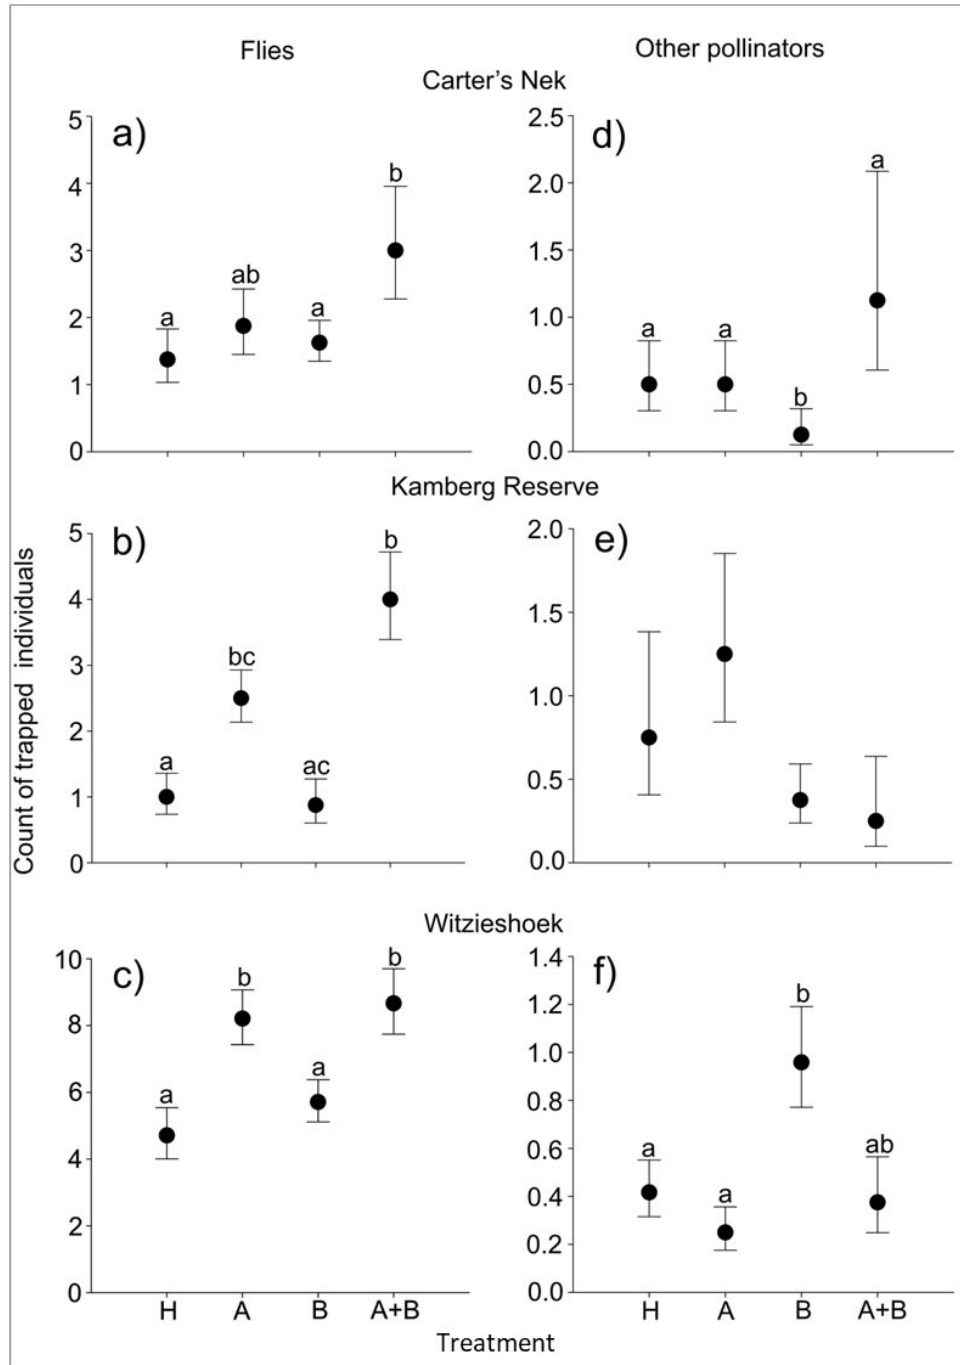 Flies
Other pollinators
Carter's Nek
a)
5
4
3
2
1
0
a
ab
a
b
d)
2.5
2.0
1.5
1.0
0.5
0.0
a
a
b
a
Kamberg Reserve
b)
5
4
3
2
1
0
a
bc
ac
b
e)
2.0
1.5
1.0
0.5
0.0
Count of trapped individuals
Witzieshoek
c)
10
8
6
4
2
0
a
b
a
b
H
A
B
A+B
f)
1.4
1.2
1.0
0.8
0.6
0.4
0.2
0.0
a
a
b
ab
H
A
B
A+B
Treatment